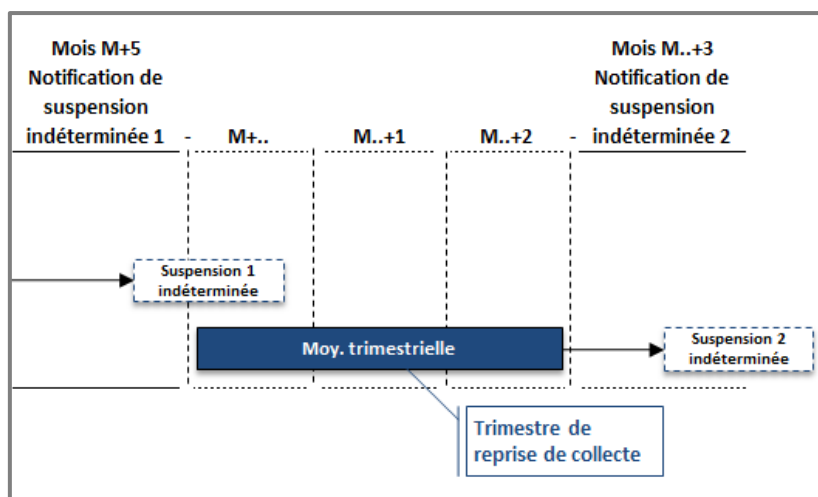 Mois M+5
Notification de
suspension
indéterminée 1
-
M+..
M..+1
M..+2
-
Mois M..+3
Notification de
suspension
indéterminée 2
Suspension 1
indéterminée
Moy. trimestrielle
Suspension 2
indéterminée
Trimestre de
reprise de collecte